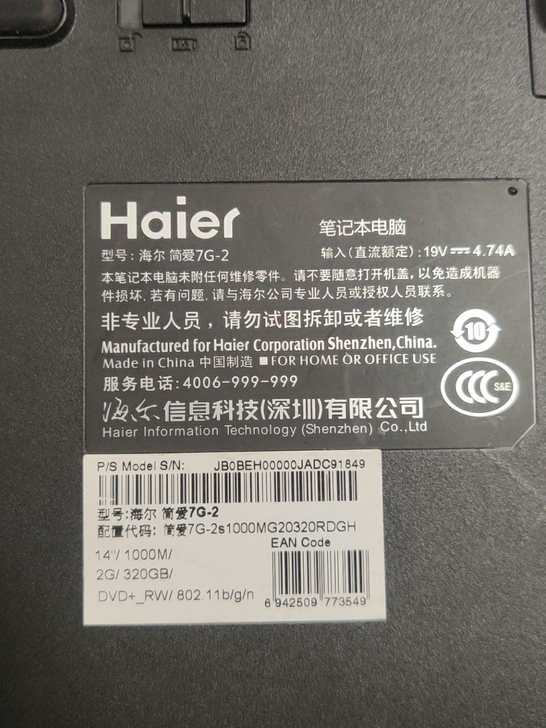 Haier
笔记本电脑
型号: 海尔 简爱7G-2
输入(直流额定): 19V⎓4.74A
本笔记本电脑未附任何维修零件。请不要随意打开机盖, 以免造成机器
件损坏. 若有问题. 请与海尔公司专业人员或授权人员联系。
非专业人员，请勿试图拆卸或者维修
10
Manufactured for Haier Corporation Shenzhen,China.
Made in China 中国制造 ■FOR HOME OR OFFICE USE
服务电话: 4006-999-999
CCC S&E
海尔信息科技(深圳)有限公司
Haier Information Technology (Shenzhen) Co.,Ltd
P/S Model S/N: JB0BEH00000JADC91849
型号:海尔 简爱7G-2
配置代码: 简爱7G-2s1000MG20320RDGH
EAN Code
14"/ 1000M/
2G/ 320GB/
DVD+_RW/ 802.11b/g/n
6 942509 773549